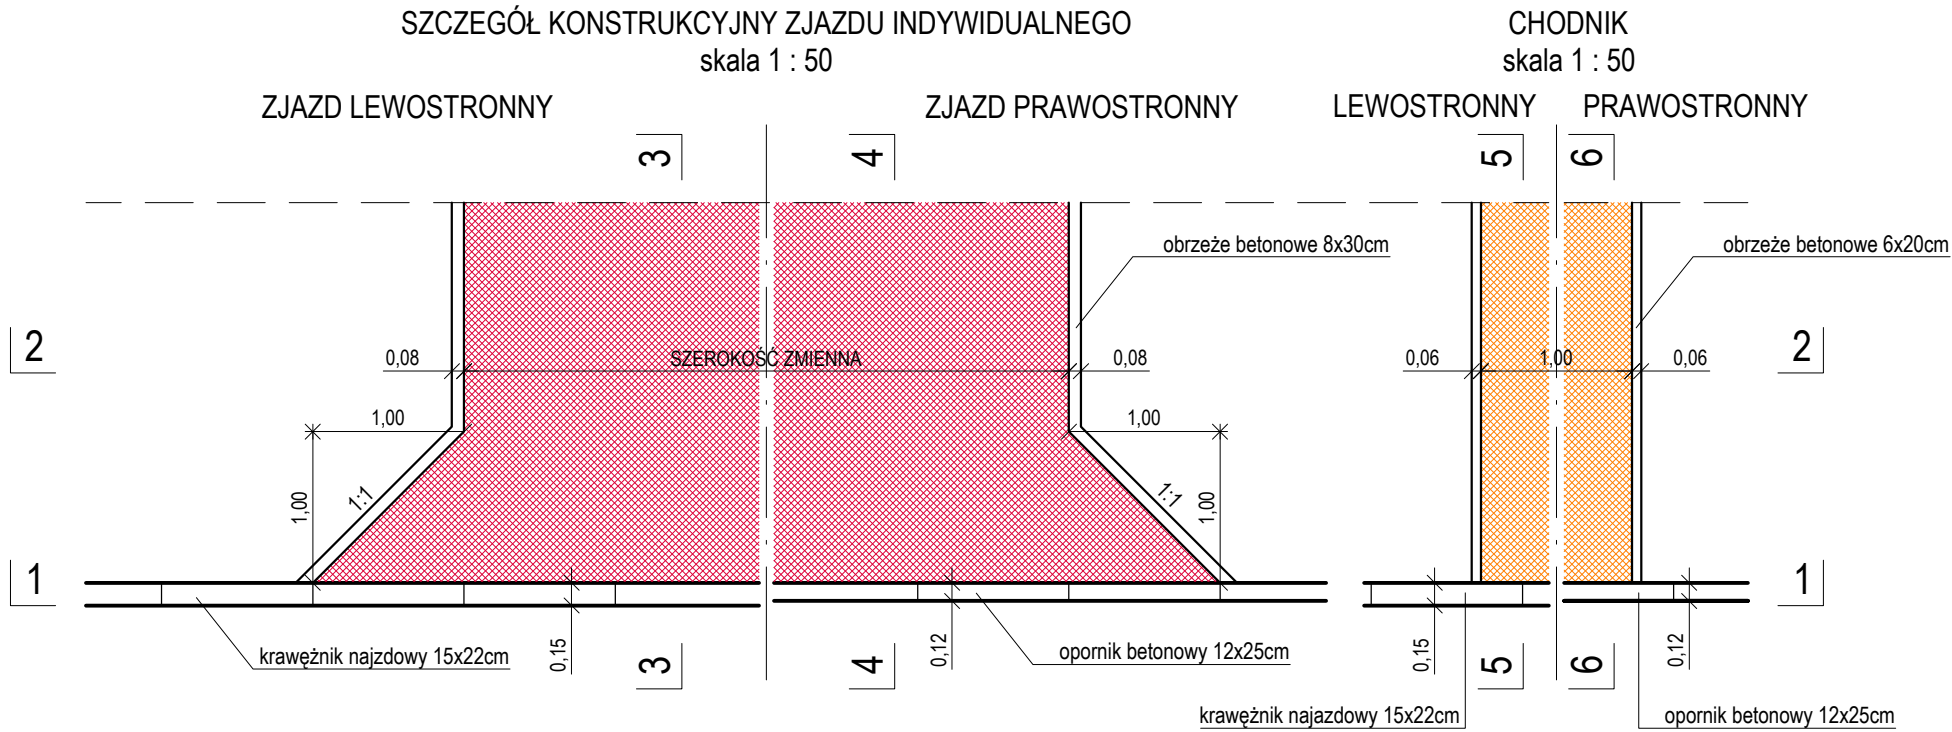 SZCZEGÓŁ KONSTRUKCYJNY ZJAZDU INDYWIDUALNEGO
skala 1 : 50
CHODNIK
skala 1 : 50
ZJAZD LEWOSTRONNY
ZJAZD PRAWOSTRONNY
LEWOSTRONNY
PRAWOSTRONNY
3
4
5
6
obrzeże betonowe 8x30cm
obrzeże betonowe 6x20cm
2
0,08
SZEROKOŚĆ ZMIENNA
0,08
0,06
1,00
0,06
2
1,00
1,00
1,00
1:1
1:1
1,00
1
1
krawężnik najzdowy 15x22cm
0,15
3
4
0,12
opornik betonowy 12x25cm
0,15
5
6
0,12
krawężnik najazdowy 15x22cm
opornik betonowy 12x25cm